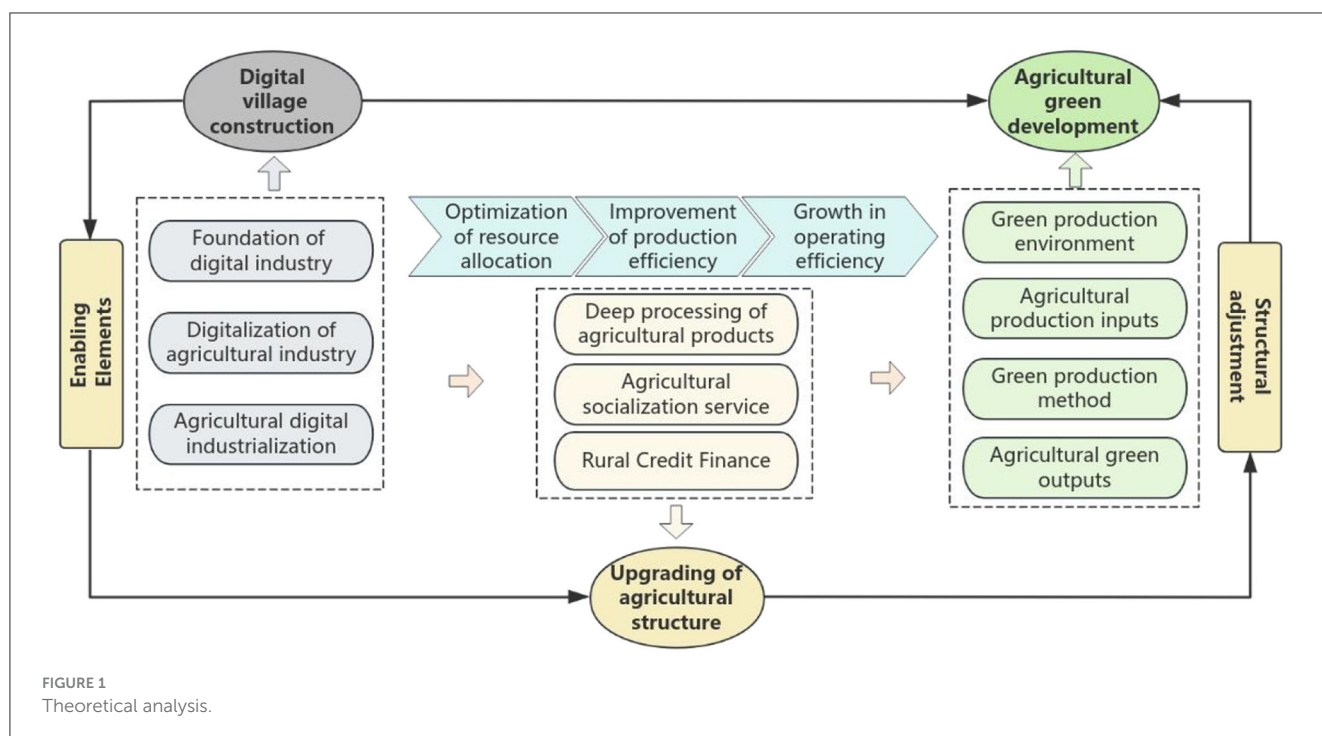 Digital
village
construction
Agricultural
green
development
Enabling
Elements
Foundation of
digital industry
Digitalization of
agricultural industry
Agricultural digital
industrialization
Optimization
of resource
allocation
Improvement
of production
efficiency
Growth in
operating
efficiency
Deep processing of
agricultural products
Agricultural
socialization service
Rural Credit Finance
Green production
environment
Agricultural
production inputs
Green production
method
Agricultural green
outputs
Structural
adjustment
Upgrading of
agricultural
structure
FIGURE 1
Theoretical analysis.